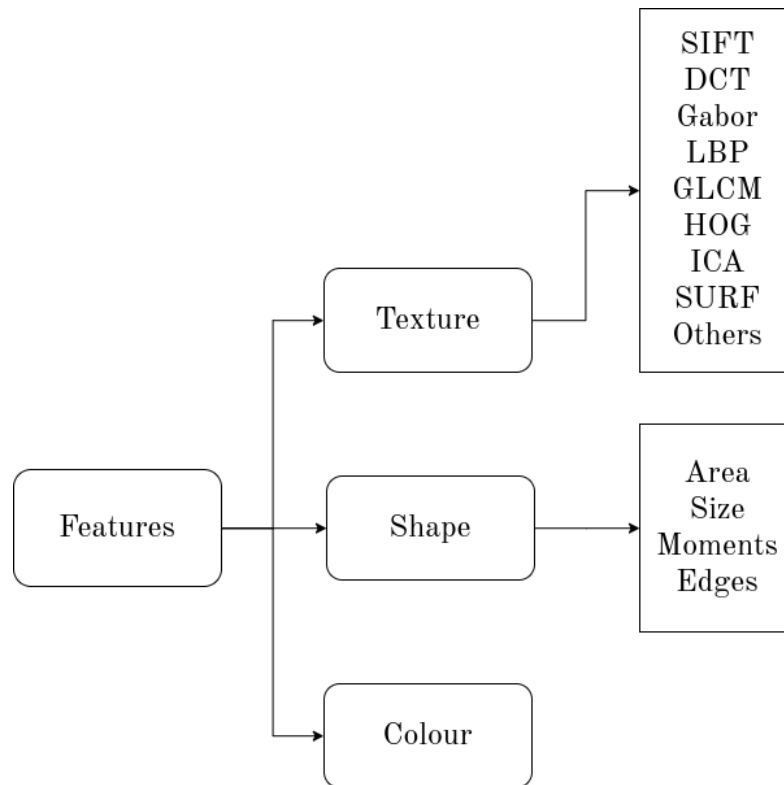 Features
Texture
SIFT
DCT
Gabor
LBP
GLCM
HOG
ICA
SURF
Others
Shape
Area
Size
Moments
Edges
Colour